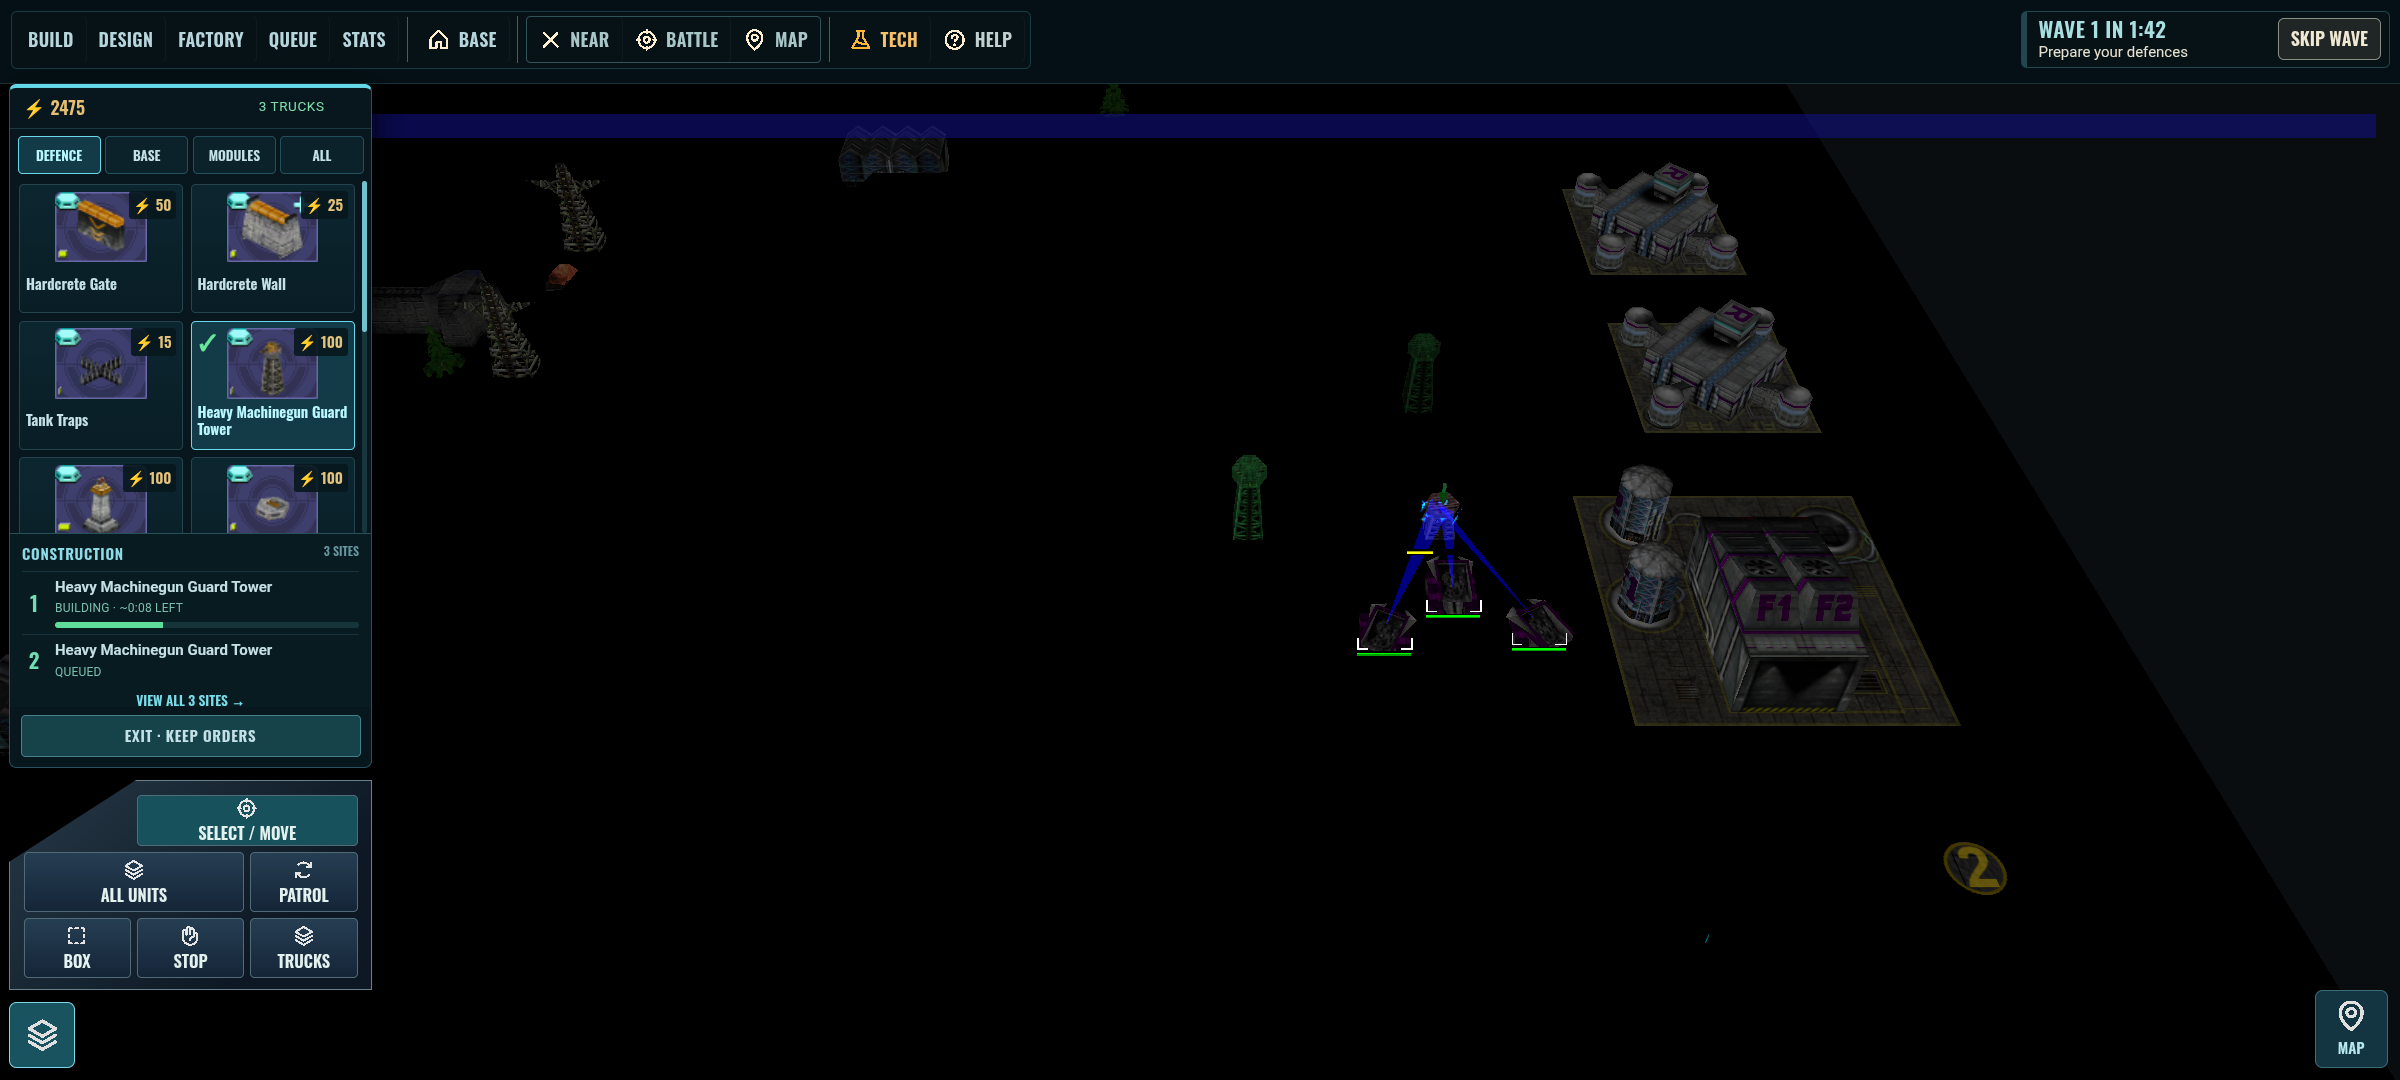 BUILD
DESIGN
FACTORY
QUEUE
STATS
BASE
NEAR
BATTLE
MAP
TECH
HELP
WAVE 1 IN 1:42
Prepare your defences
SKIP WAVE
2475
3 TRUCKS
DEFENCE
BASE
MODULES
ALL
50
Hardcrete Gate
25
Hardcrete Wall
15
Tank Traps
100
Heavy Machinegun Guard
Tower
100
100
CONSTRUCTION
3 SITES
1
Heavy Machinegun Guard Tower
BUILDING · ~0:08 LEFT
2
Heavy Machinegun Guard Tower
QUEUED
VIEW ALL 3 SITES →
EXIT · KEEP ORDERS
SELECT / MOVE
ALL UNITS
PATROL
BOX
STOP
TRUCKS
R
R
F1 F2
2
MAP